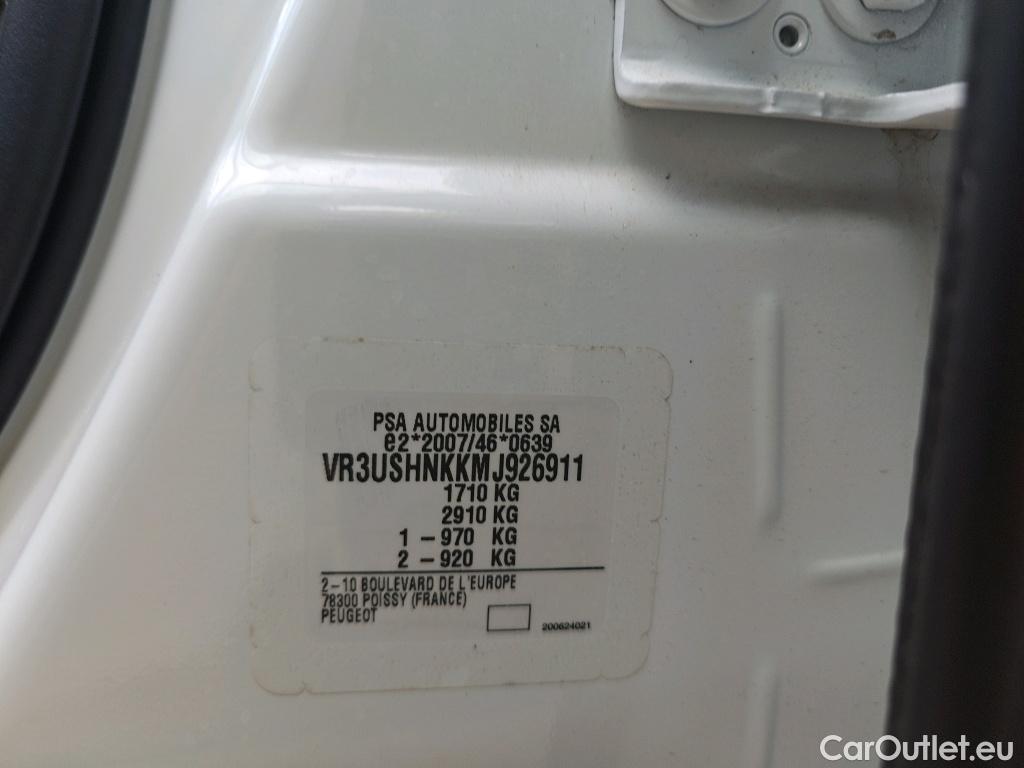 PSA AUTOMOBILES SA
e2*2007/46*0639
VR3USHNKKMJ926911
1710 KG
2910 KG
1 - 970 KG
2 - 920 KG
2-10 BOULEVARD DE L'EUROPE
78300 POISSY (FRANCE)
PEUGEOT
200624021
CarOutlet.eu